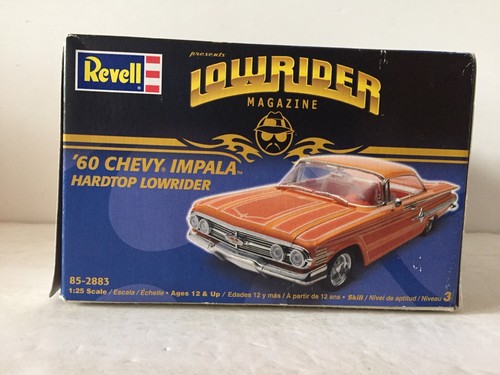 Revell
presents
LOWRIDER
MAGAZINE
'60 CHEVY® IMPALA™
HARDTOP LOWRIDER
85-2883
1:25 Scale / Escala / Échelle • Ages 12 & Up / Edades 12 y más / À partir de 12 ans • Skill / Nivel de aptitud / Niveau 3